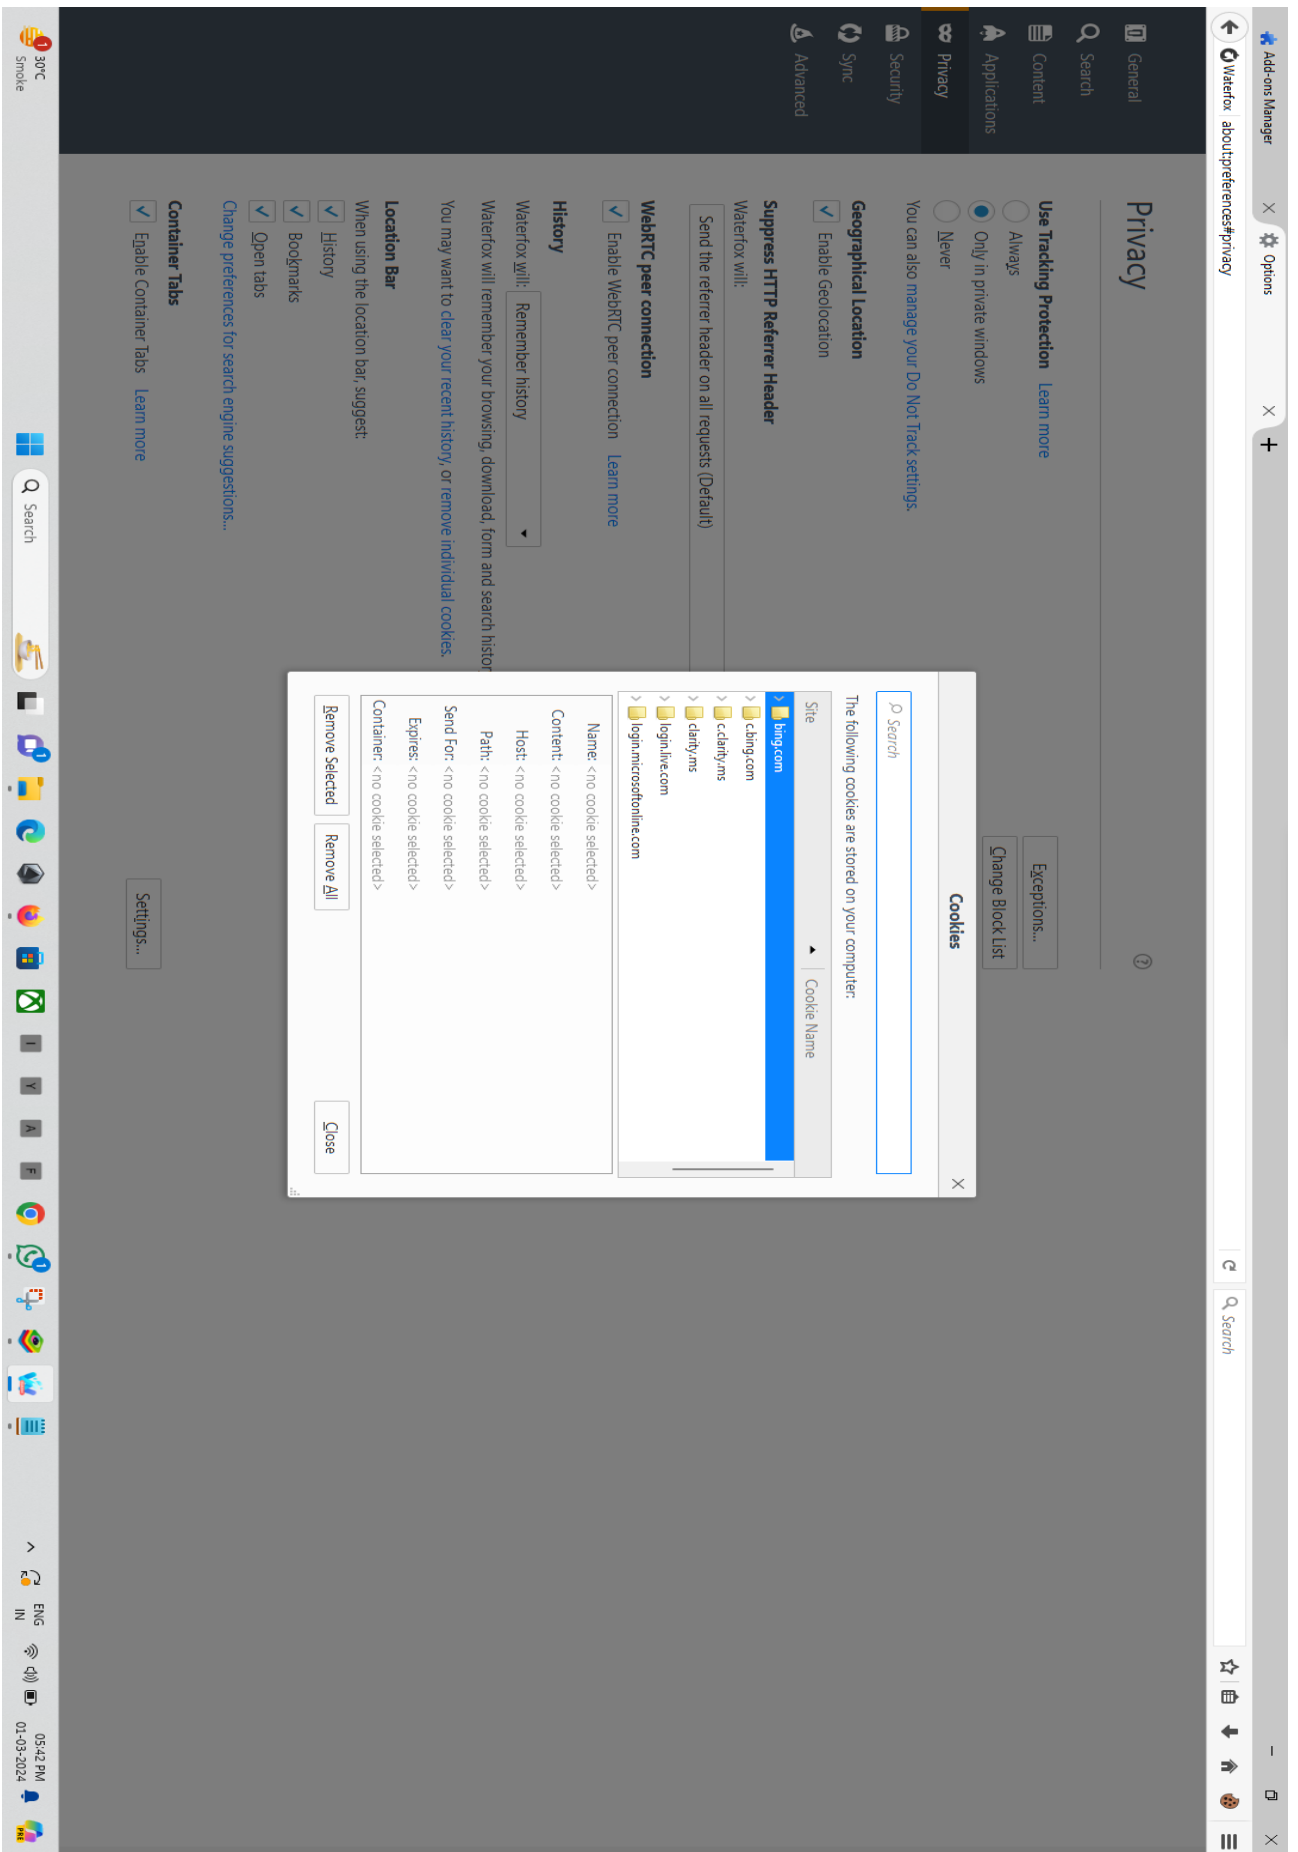 Add-ons Manager
Options
Waterfox
about:preferences#privacy
Search
General
Search
Content
Applications
Privacy
Security
Sync
Advanced
Privacy
Use Tracking Protection Learn more
Always
Only in private windows
Never
Exceptions...
Change Block List
You can also manage your Do Not Track settings.
Geographical Location
Enable Geolocation
Suppress HTTP Referrer Header
Waterfox will:
Send the referrer header on all requests (Default)
WebRTC peer connection
Enable WebRTC peer connection Learn more
History
Waterfox will: Remember history
Waterfox will remember your browsing, download, form and search histor
You may want to clear your recent history, or remove individual cookies.
Location Bar
When using the location bar, suggest:
History
Bookmarks
Open tabs
Change preferences for search engine suggestions...
Container Tabs
Enable Container Tabs Learn more
Settings...
Cookies
Search
The following cookies are stored on your computer:
Site Cookie Name
bing.com
c.bing.com
c.clarity.ms
clarity.ms
login.live.com
login.microsoftonline.com
Name: <no cookie selected>
Content: <no cookie selected>
Host: <no cookie selected>
Path: <no cookie selected>
Send For: <no cookie selected>
Expires: <no cookie selected>
Container: <no cookie selected>
Remove Selected Remove All Close
1
30°C
Smoke
Search
1
I
Y
A
F
1
ENG
IN
05:42 PM
01-03-2024
PRE